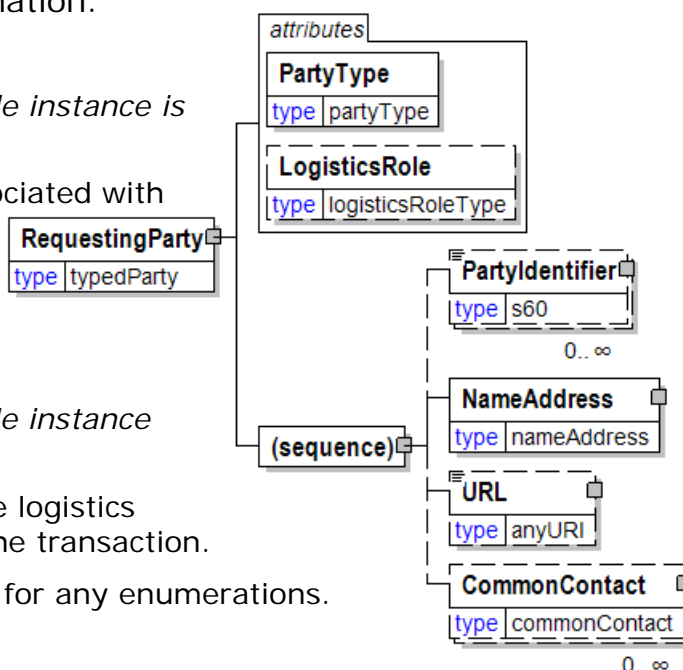 nation.
attributes
PartyType
type partyType
le instance is
LogisticsRole
type logisticsRoleType
ociated with
RequestingParty
type typedParty
PartyIdentifier
type s60
0.. ∞
NameAddress
type nameAddress
le instance
(sequence)
URL
type anyURI
e logistics
he transaction.
CommonContact
for any enumerations.
type commonContact
0.. ∞